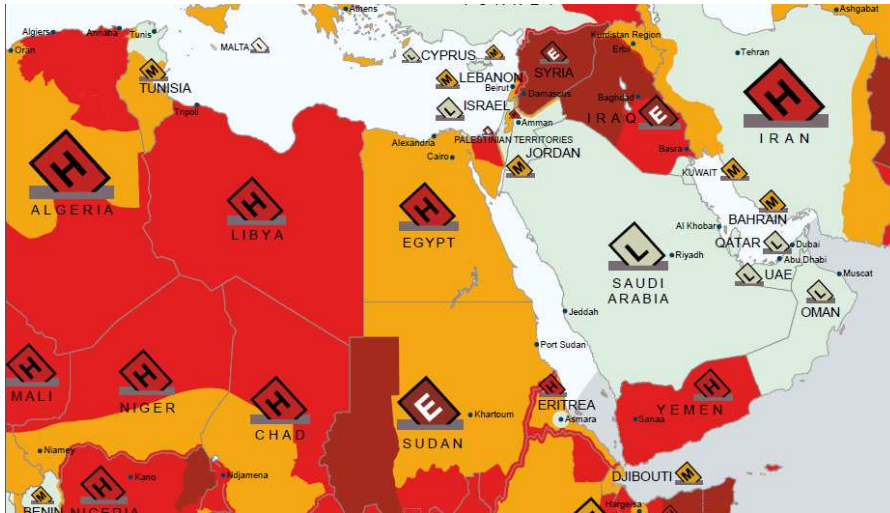 Athens
Ashgabat
Algiers
Annaba
Tunis
Oran
MALTA
I
L
CYPRUS
M
Kurdistan Region
Erbil
E
SYRIA
Tehran
M
TUNISIA
M
LEBANON
Beirut
Damascus
H
IRAN
L
ISRAEL
Baghdad
IRAQ
E
Tripoli
Amman
PALESTINIAN TERRITORIES
Alexandria
Cairo
M
JORDAN
Basra
KUWAIT
M
H
ALGERIA
H
LIBYA
H
EGYPT
M
BAHRAIN
Al Khobar
QATAR
L
Dubai
Abu Dhabi
L
SAUDI
ARABIA
Riyadh
L
UAE
Muscat
L
OMAN
Jeddah
Port Sudan
H
MALI
H
NIGER
H
CHAD
E
SUDAN
Khartoum
H
ERITREA
Asmara
H
YEMEN
Sanaa
Niamey
Kano
Ndjamena
M
BENIN
H
NIGERIA
DJIBOUTI
M
Hargeisa
H